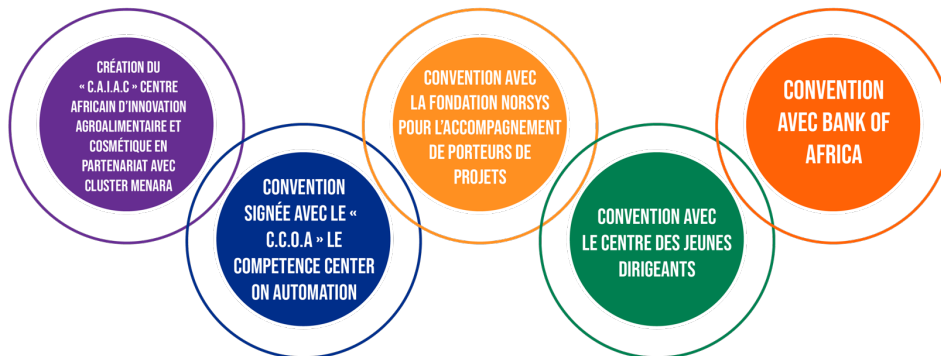 CRÉATION DU
« C.A.I.A.C » CENTRE
AFRICAIN D'INNOVATION
AGROALIMENTAIRE ET
COSMÉTIQUE EN
PARTENARIAT AVEC
CLUSTER MENARA
CONVENTION
SIGNÉE AVEC LE «
C.C.O.A » LE
COMPETENCE CENTER
ON AUTOMATION
CONVENTION AVEC
LA FONDATION NORSYS
POUR L'ACCOMPAGNEMENT
DE PORTEURS DE
PROJETS
CONVENTION AVEC
LE CENTRE DES JEUNES
DIRIGEANTS
CONVENTION
AVEC BANK OF
AFRICA